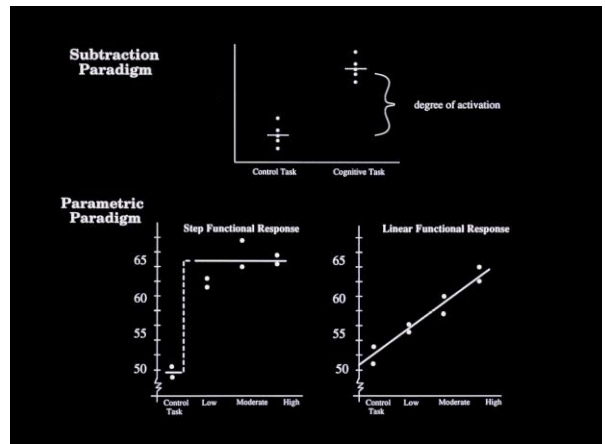 Subtraction
Paradigm
degree of activation
Control Task
Cognitive Task
Parametric
Paradigm
Step Functional Response
65
60
55
50
Control
Task
Low
Moderate
High
Linear Functional Response
65
60
55
50
Control
Task
Low
Moderate
High